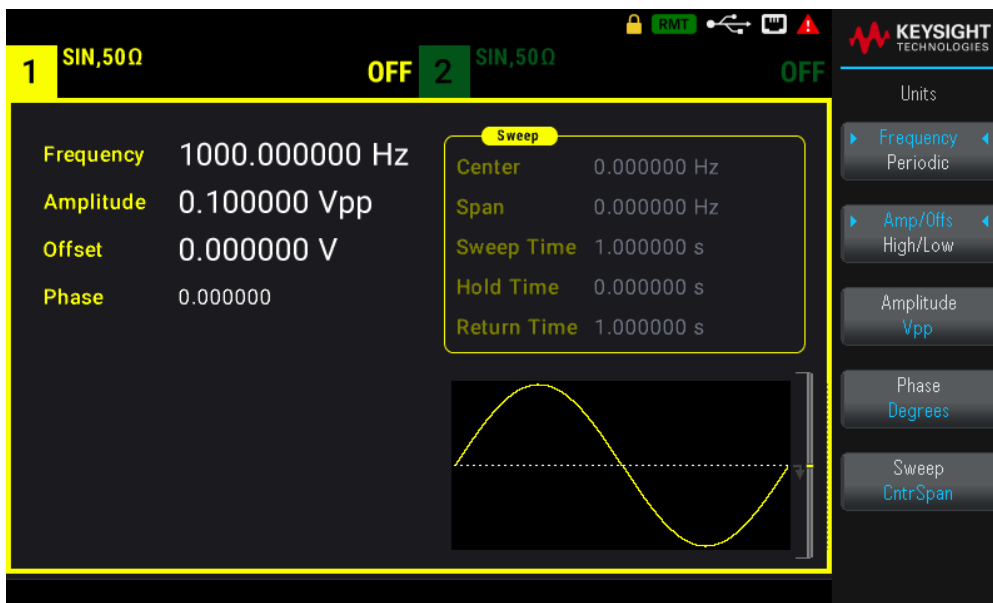 RMT
KEYSIGHT
TECHNOLOGIES
1 SIN,50Ω OFF
2 SIN,50Ω OFF
Units
Frequency 1000.000000 Hz
Amplitude 0.100000 Vpp
Offset 0.000000 V
Phase 0.000000
Sweep
Center 0.000000 Hz
Span 0.000000 Hz
Sweep Time 1.000000 s
Hold Time 0.000000 s
Return Time 1.000000 s
Frequency
Periodic
Amp/Offs
High/Low
Amplitude
Vpp
Phase
Degrees
Sweep
CntrSpan